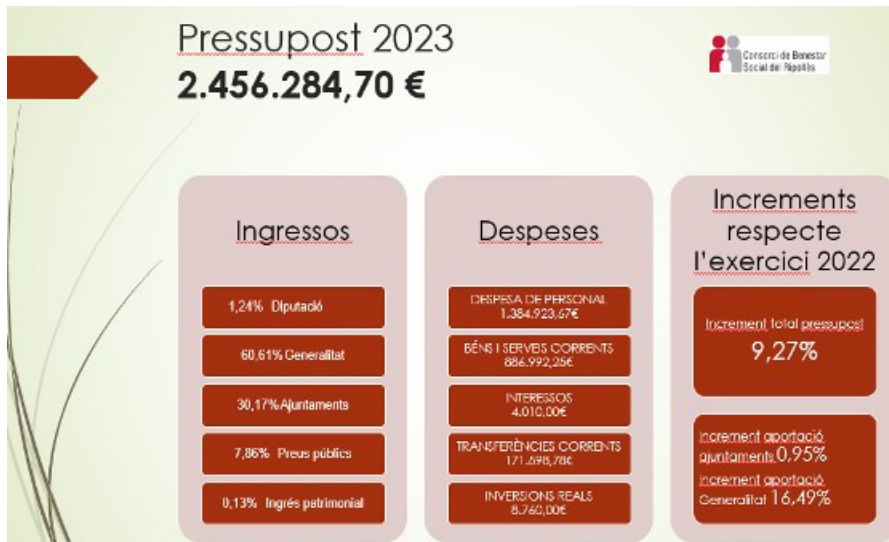 Pressupost 2023
2.456.284,70 €
Consorci de Benestar
Social del Ripollès
Ingressos
1,24% Diputació
60,61% Generalitat
30,17% Ajuntaments
7,86% Preus públics
0,13% Ingrés patrimonial
Despeses
DESPESA DE PERSONAL
1.384.923,67€
BÉNS I SERVEIS CORRENTS
886.992,25€
INTERESSOS
4.010,00€
TRANSFERÈNCIES CORRENTS
171.598,78€
INVERSIONS REALS
8.760,00€
Increments
respecte
l'exercici 2022
Increment total pressupost
9,27%
Increment aportació
ajuntaments 0,95%
Increment aportació
Generalitat 16,49%